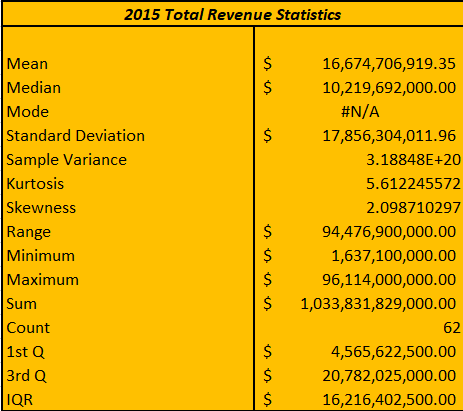 2015 Total Revenue Statistics
Mean $ 16,674,706,919.35
Median $ 10,219,692,000.00
Mode #N/A
Standard Deviation $ 17,856,304,011.96
Sample Variance 3.18848E+20
Kurtosis 5.612245572
Skewness 2.098710297
Range $ 94,476,900,000.00
Minimum $ 1,637,100,000.00
Maximum $ 96,114,000,000.00
Sum $ 1,033,831,829,000.00
Count 62
1st Q $ 4,565,622,500.00
3rd Q $ 20,782,025,000.00
IQR $ 16,216,402,500.00